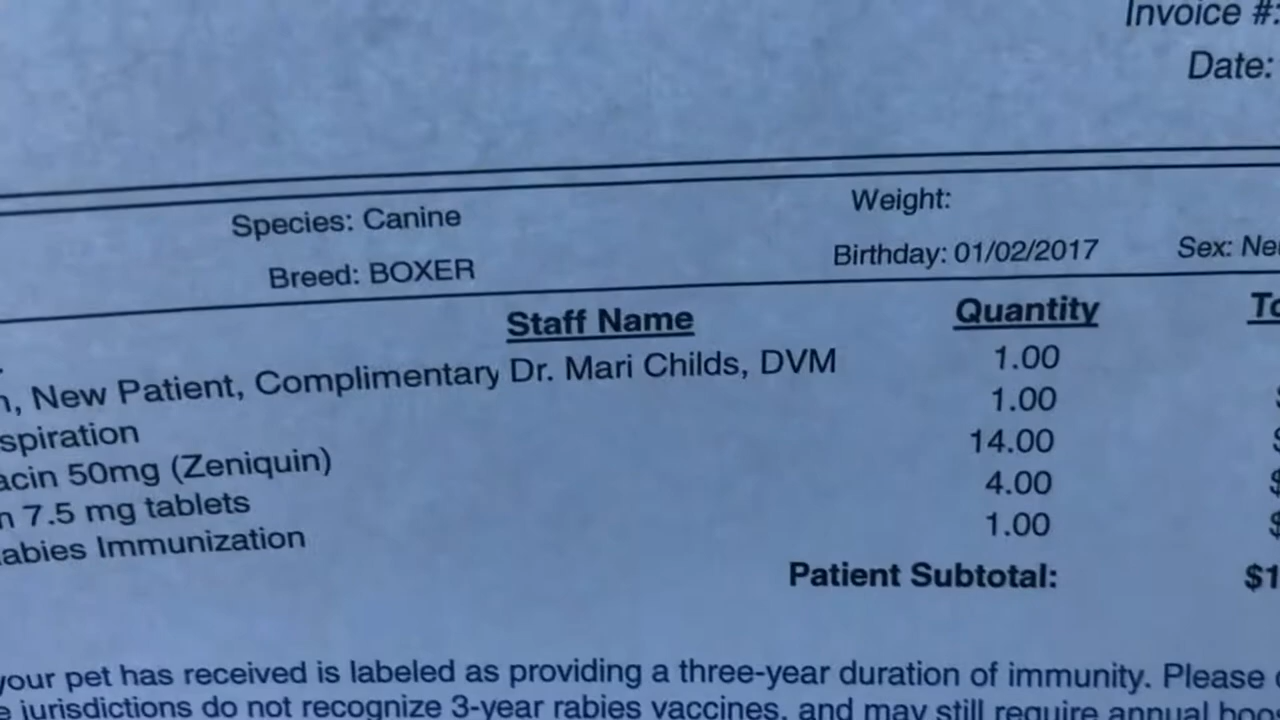 Invoice #:
Date:
Species: Canine
Weight:
Breed: BOXER
Birthday: 01/02/2017
Sex: Ne
Staff Name
Quantity
To
n, New Patient, Complimentary Dr. Mari Childs, DVM
1.00
spiration
1.00
acin 50mg (Zeniquin)
14.00
n 7.5 mg tablets
4.00
abies Immunization
1.00
Patient Subtotal:
$1
your pet has received is labeled as providing a three-year duration of immunity. Please
jurisdictions do not recognize 3-year rabies vaccines, and may still require annual boo